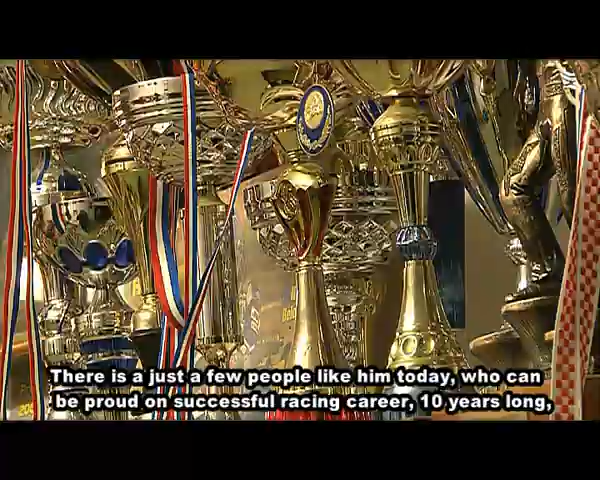 There is a just a few people like him today, who can
be proud on successful racing career, 10 years long,